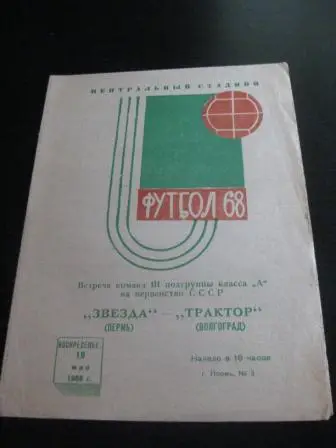 ЦЕНТРАЛЬНЫЙ СТАДИОН
ФУТБОЛ 68
Встреча команд III подгруппы класса „А“
на первенство СССР
„ЗВЕЗДА“ — „ТРАКТОР“
(ПЕРМЬ) (ВОЛГОГРАД)
ВОСКРЕСЕНЬЕ
19
мая
1968 г.
Начало в 16 часов
г. Пермь, № 3